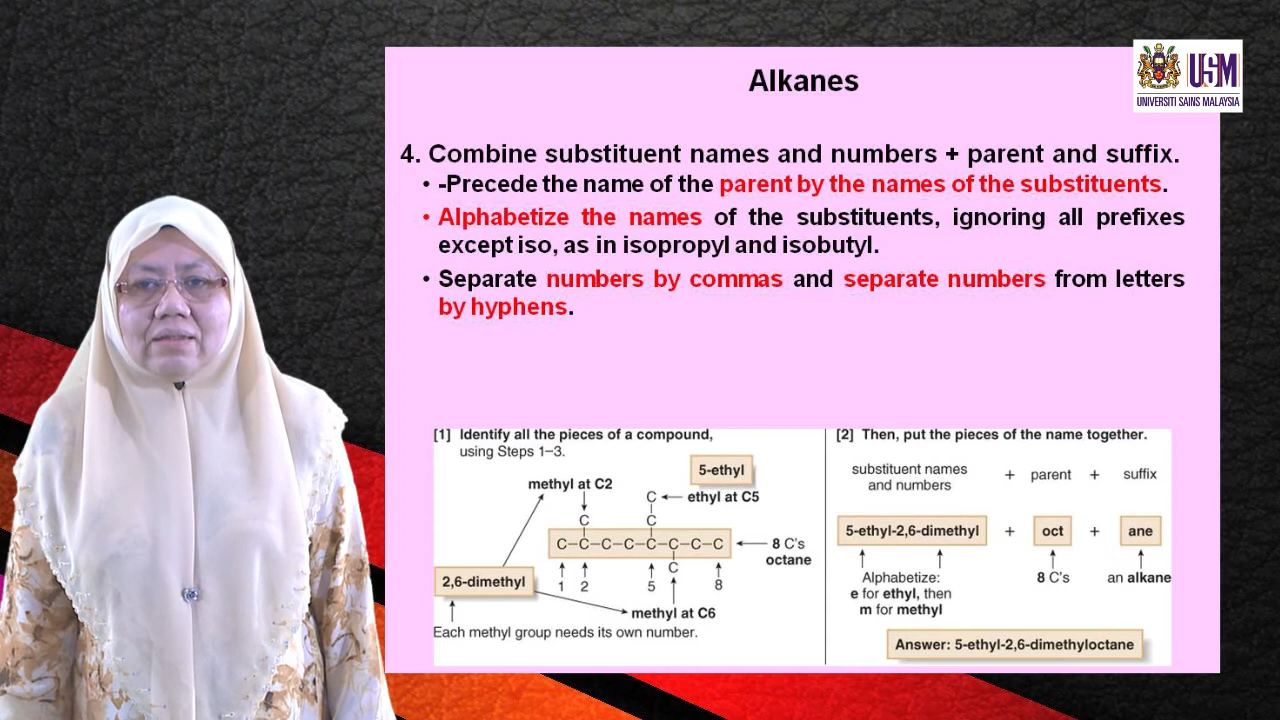 USM
UNIVERSITI SAINS MALAYSIA
Alkanes
4. Combine substituent names and numbers + parent and suffix.
• -Precede the name of the parent by the names of the substituents.
• Alphabetize the names of the substituents, ignoring all prefixes
except iso, as in isopropyl and isobutyl.
• Separate numbers by commas and separate numbers from letters
by hyphens.
[1] Identify all the pieces of a compound,
using Steps 1–3.
5-ethyl
methyl at C2
C ethyl at C5
C C
C–C–C–C–C–C–C–C
8 C's
octane
C
2,6-dimethyl
1 2 5 8
methyl at C6
Each methyl group needs its own number.
[2] Then, put the pieces of the name together.
substituent names
and numbers
+ parent + suffix
5-ethyl-2,6-dimethyl + oct + ane
Alphabetize:
e for ethyl, then
m for methyl
8 C's
an alkane
Answer: 5-ethyl-2,6-dimethyloctane